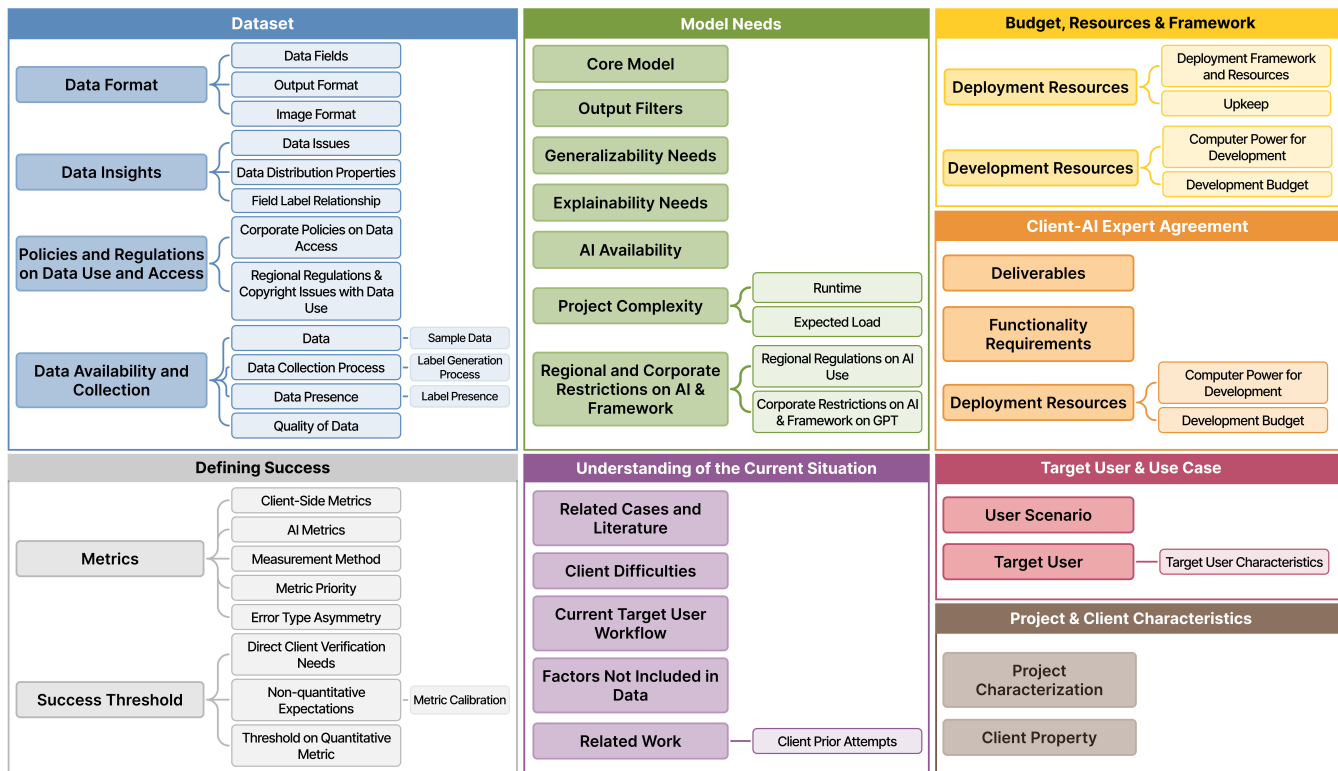 Dataset
Data Format
Data Fields
Output Format
Image Format
Data Insights
Data Issues
Data Distribution Properties
Field Label Relationship
Policies and Regulations
on Data Use and Access
Corporate Policies on Data
Access
Regional Regulations &
Copyright Issues with Data
Use
Data Availability and
Collection
Data
Sample Data
Data Collection Process
Label Generation
Process
Data Presence
Label Presence
Quality of Data
Model Needs
Core Model
Output Filters
Generalizability Needs
Explainability Needs
AI Availability
Project Complexity
Runtime
Expected Load
Regional and Corporate
Restrictions on AI &
Framework
Regional Regulations on AI
Use
Corporate Restrictions on AI
& Framework on GPT
Budget, Resources & Framework
Deployment Resources
Deployment Framework
and Resources
Upkeep
Development Resources
Computer Power for
Development
Development Budget
Client-AI Expert Agreement
Deliverables
Functionality
Requirements
Deployment Resources
Computer Power for
Development
Development Budget
Defining Success
Metrics
Client-Side Metrics
AI Metrics
Measurement Method
Metric Priority
Error Type Asymmetry
Success Threshold
Direct Client Verification
Needs
Non-quantitative
Expectations
Metric Calibration
Threshold on Quantitative
Metric
Understanding of the Current Situation
Related Cases and
Literature
Client Difficulties
Current Target User
Workflow
Factors Not Included in
Data
Related Work
Client Prior Attempts
Target User & Use Case
User Scenario
Target User
Target User Characteristics
Project & Client Characteristics
Project
Characterization
Client Property